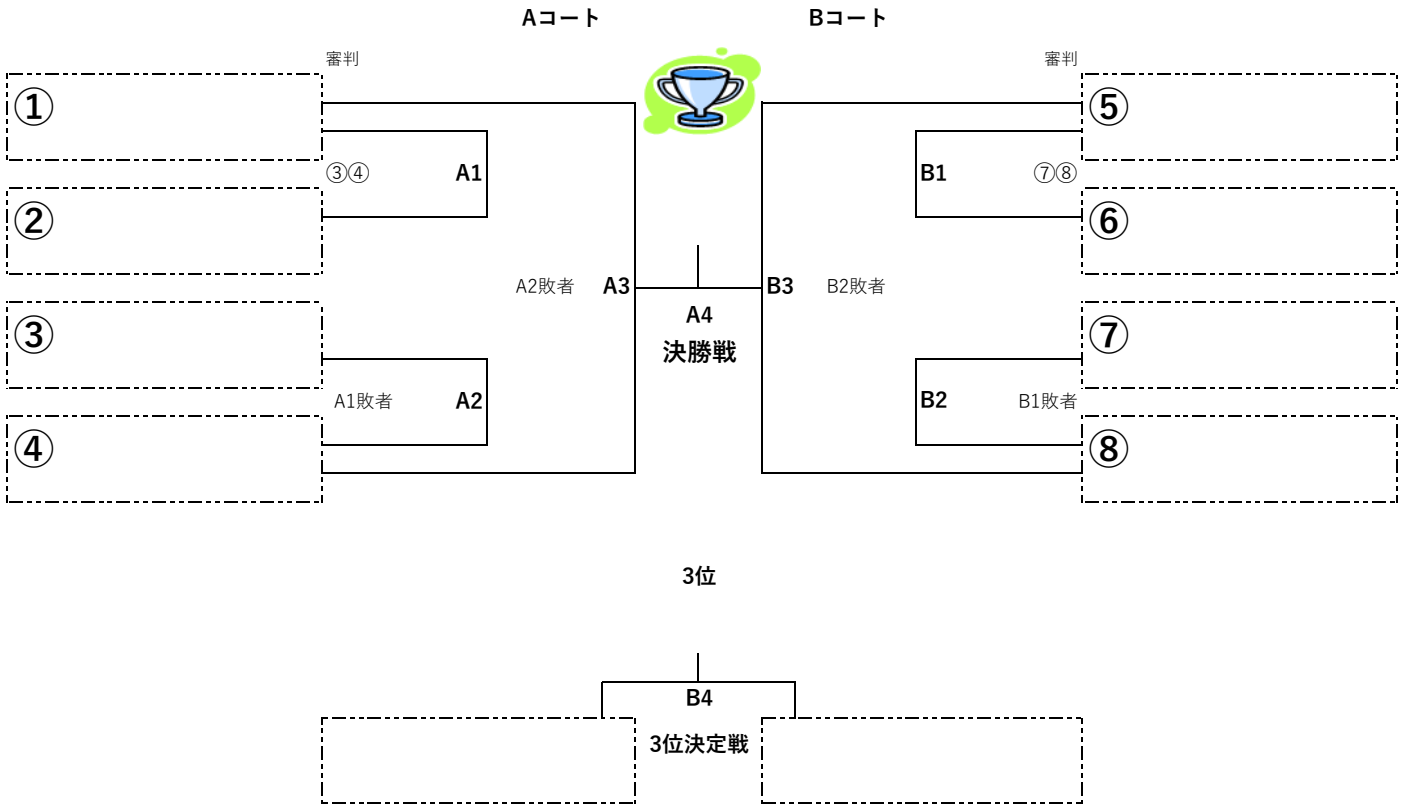 Aコート
Bコート
審判
審判
①
⑤
③④
A1
B1
⑦⑧
②
⑥
A2敗者
A3
B3
B2敗者
A4
③
⑦
決勝戦
A1敗者
A2
B2
B1敗者
④
⑧
3位
B4
3位決定戦